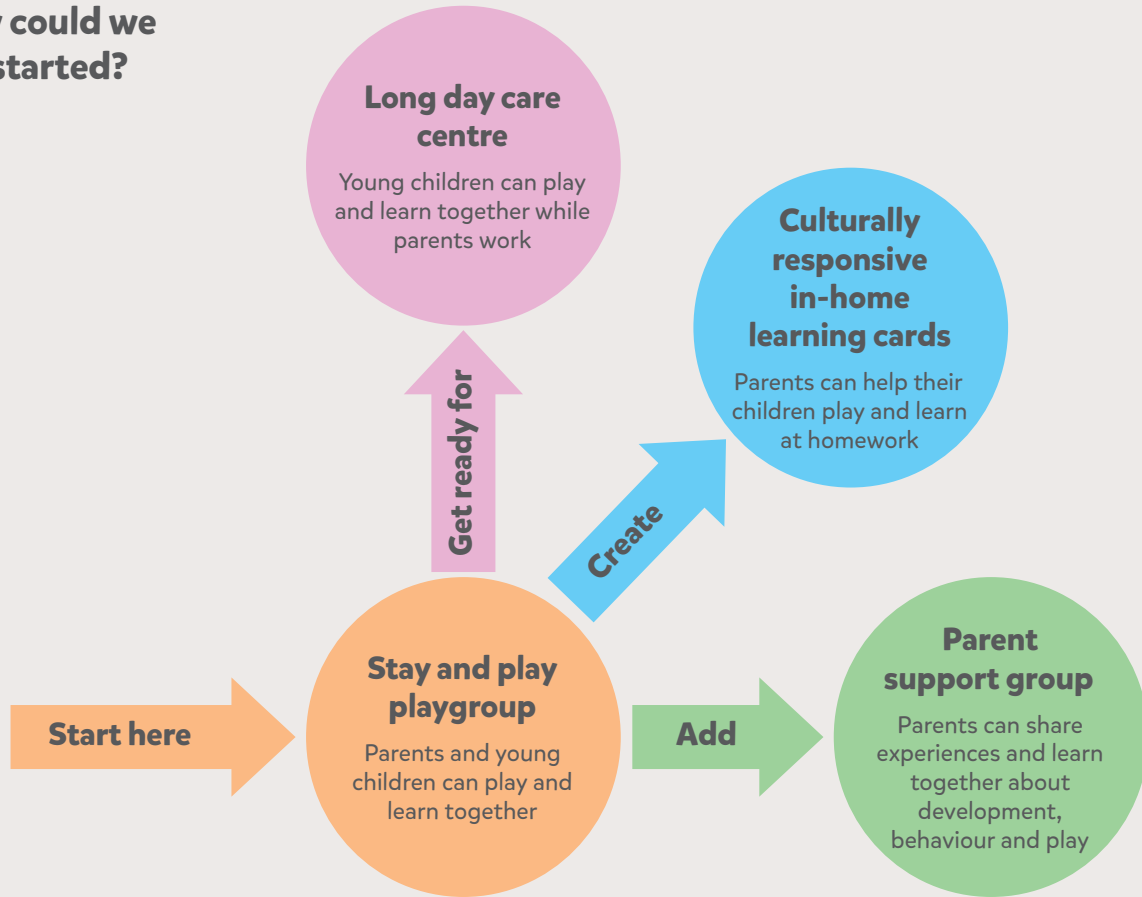 could we
started?
Long day care
centre
Young children can play
and learn together while
parents work
Culturally
responsive
in-home
learning cards
Parents can help their
children play and learn
at homework
Get ready for
Create
Stay and play
playgroup
Parents and young
children can play and
learn together
Start here
Add
Parent
support group
Parents can share
experiences and learn
together about
development,
behaviour and play